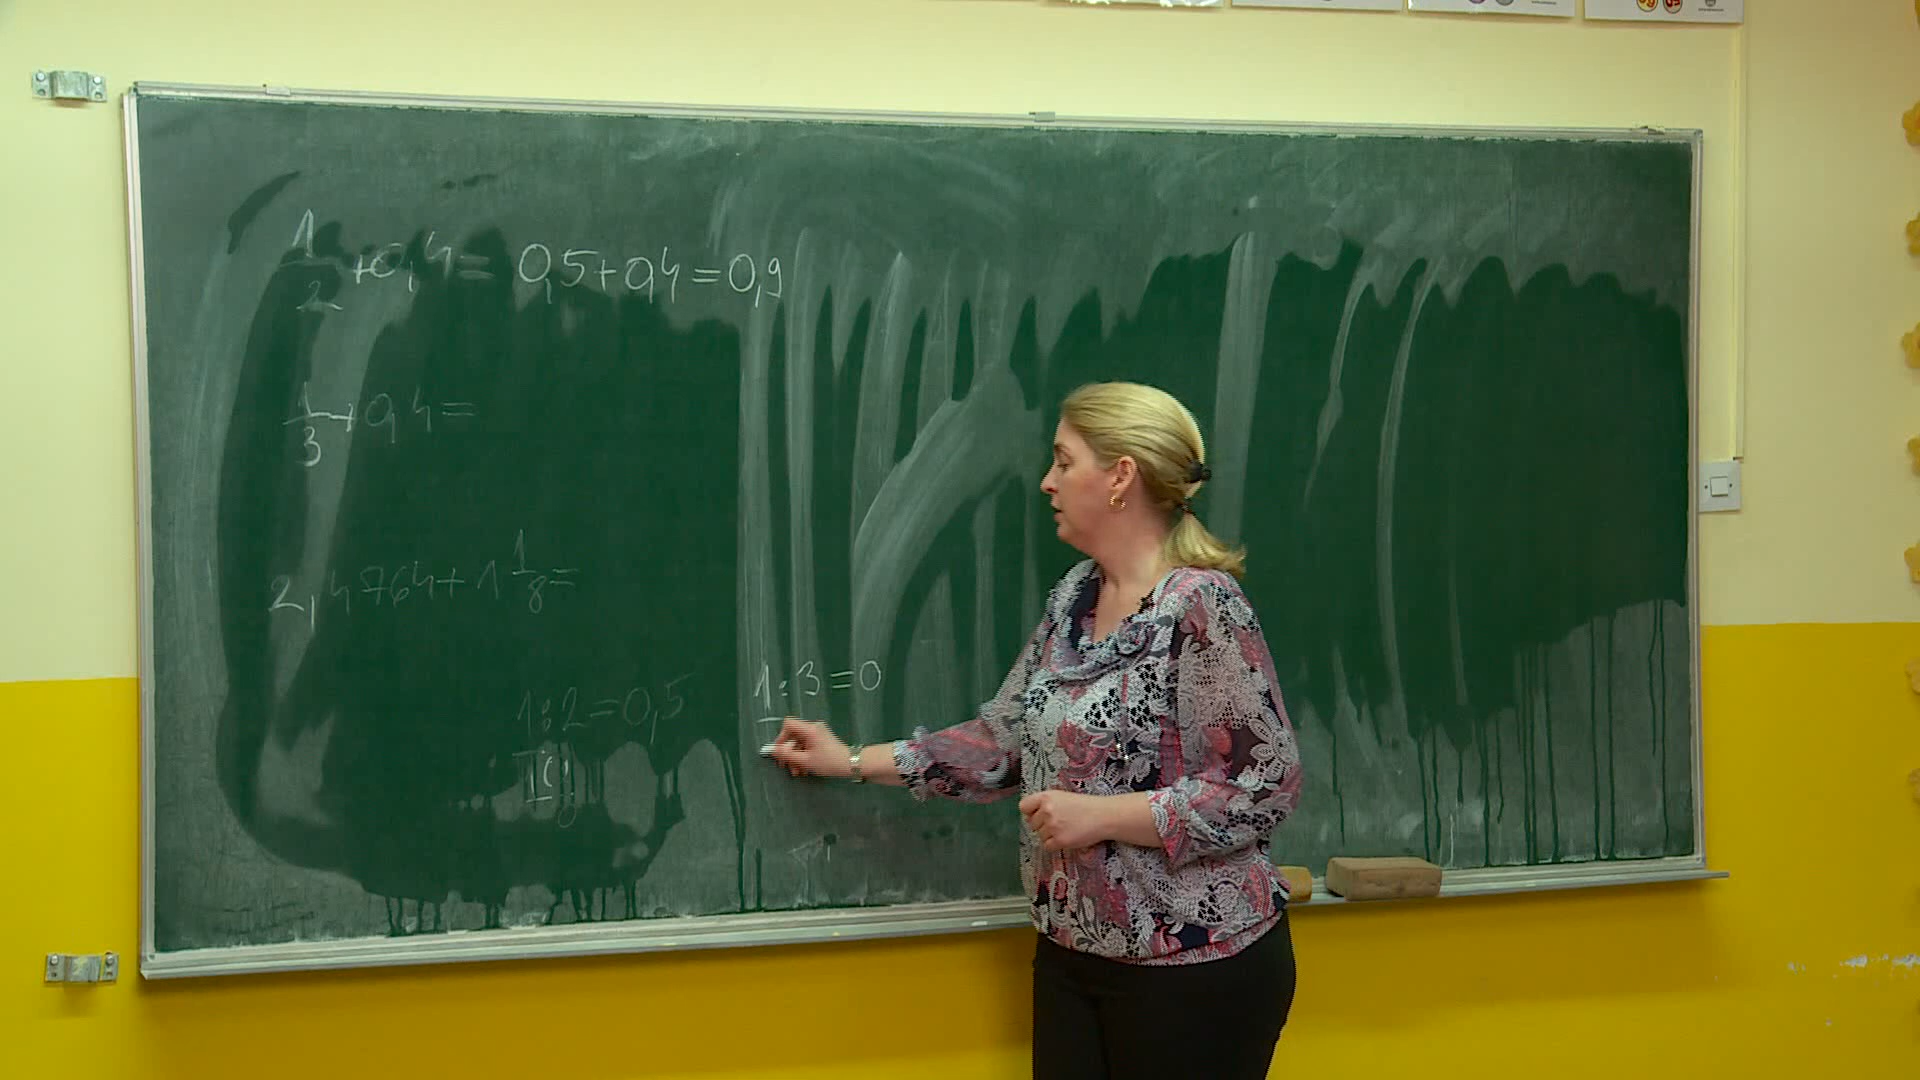 1/2 + 0,4 = 0,5 + 0,4 = 0,9
1/3 + 0,4 =
2,4764 + 1 1/8 =
1:2=0,5
10
1:3=0